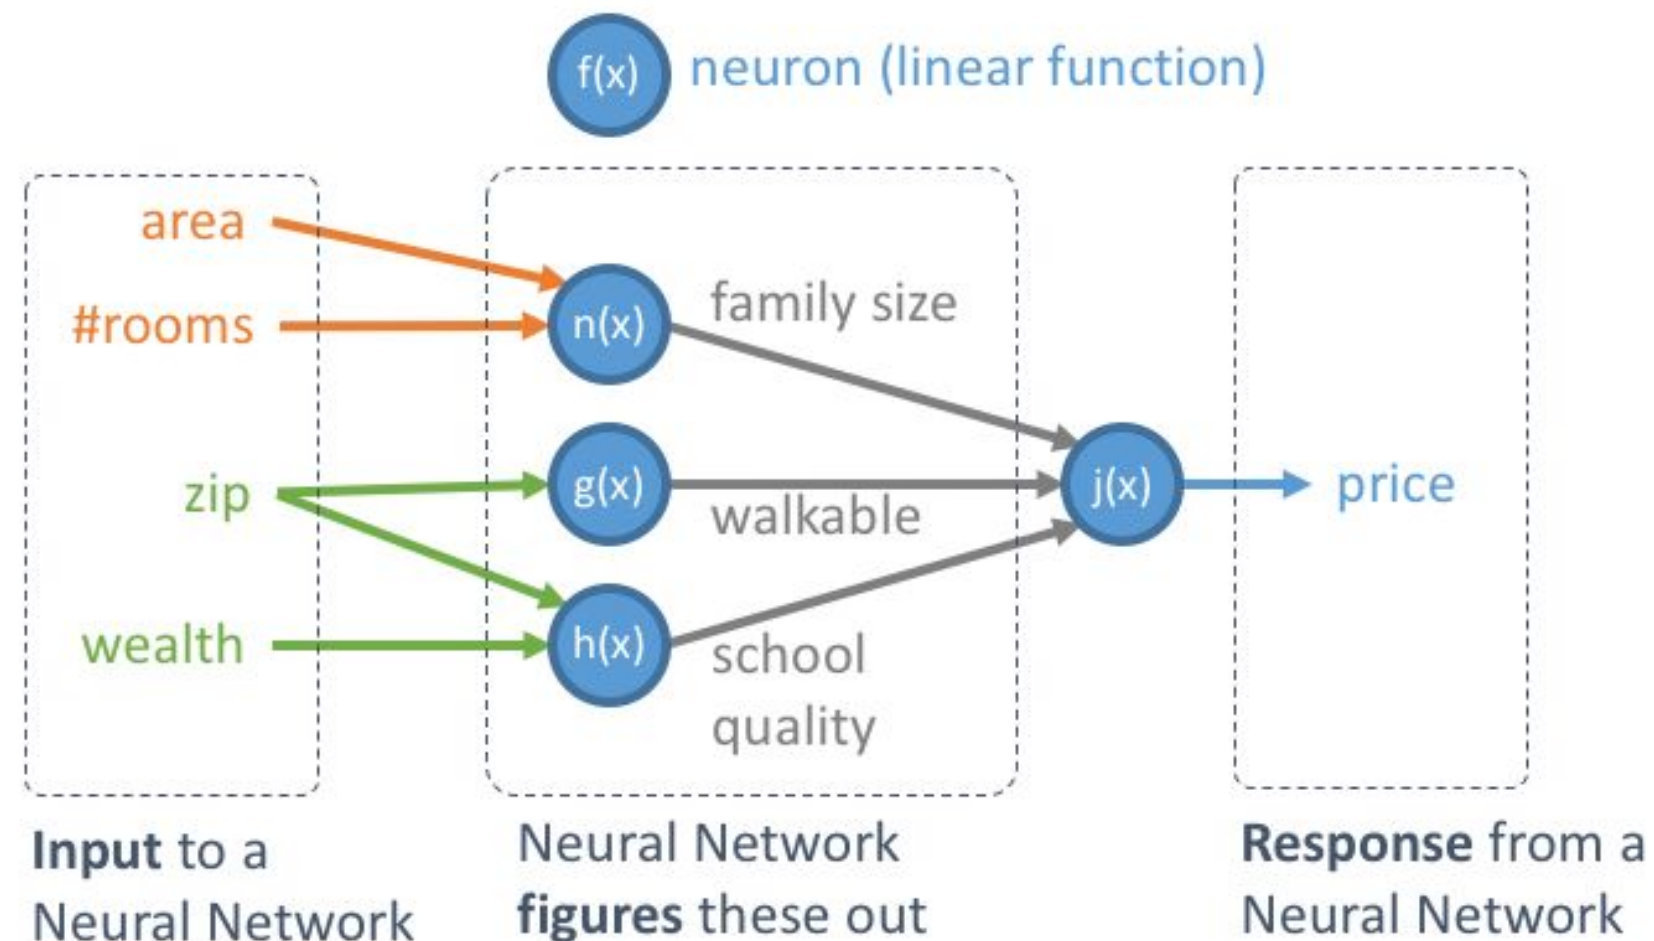 f(x) neuron (linear function)
area
#rooms
zip
wealth
n(x)
g(x)
h(x)
family size
walkable
school
quality
j(x)
price
Input to a
Neural Network
Neural Network
figures these out
Response from a
Neural Network